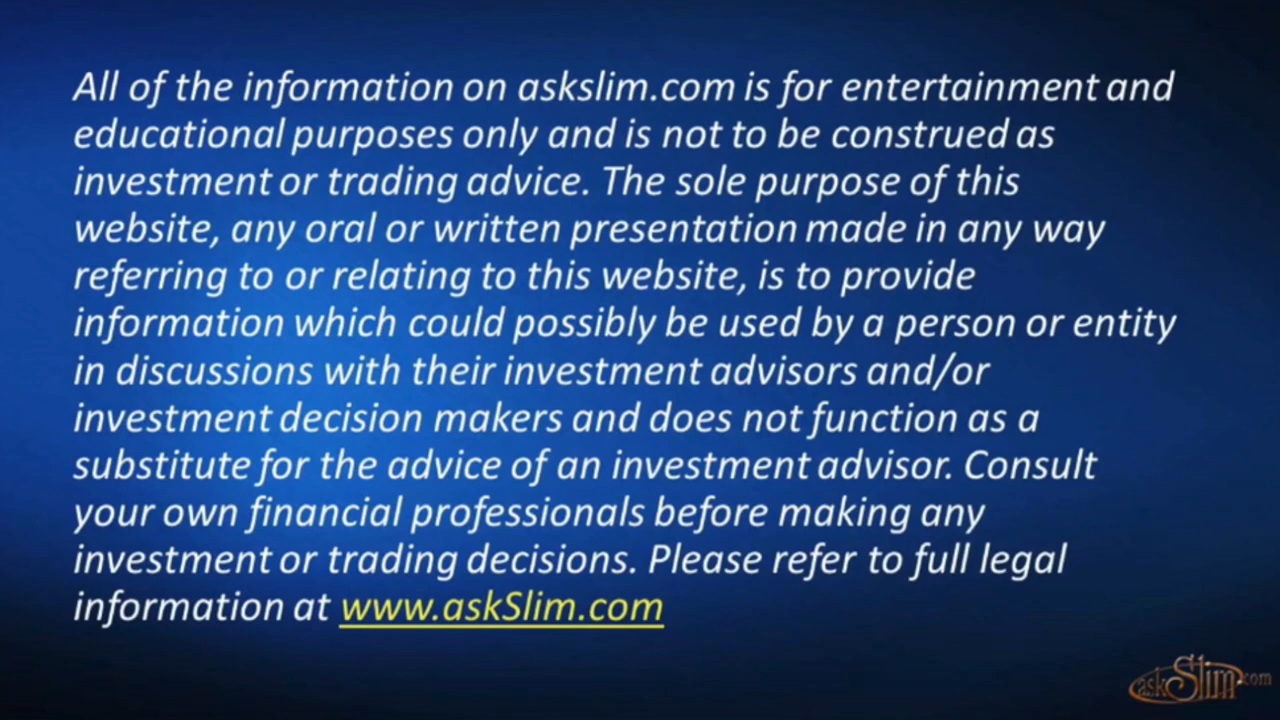 All of the information on askslim.com is for entertainment and
educational purposes only and is not to be construed as
investment or trading advice. The sole purpose of this
website, any oral or written presentation made in any way
referring to or relating to this website, is to provide
information which could possibly be used by a person or entity
in discussions with their investment advisors and/or
investment decision makers and does not function as a
substitute for the advice of an investment advisor. Consult
your own financial professionals before making any
investment or trading decisions. Please refer to full legal
information at www.askSlim.com
askSlim.com